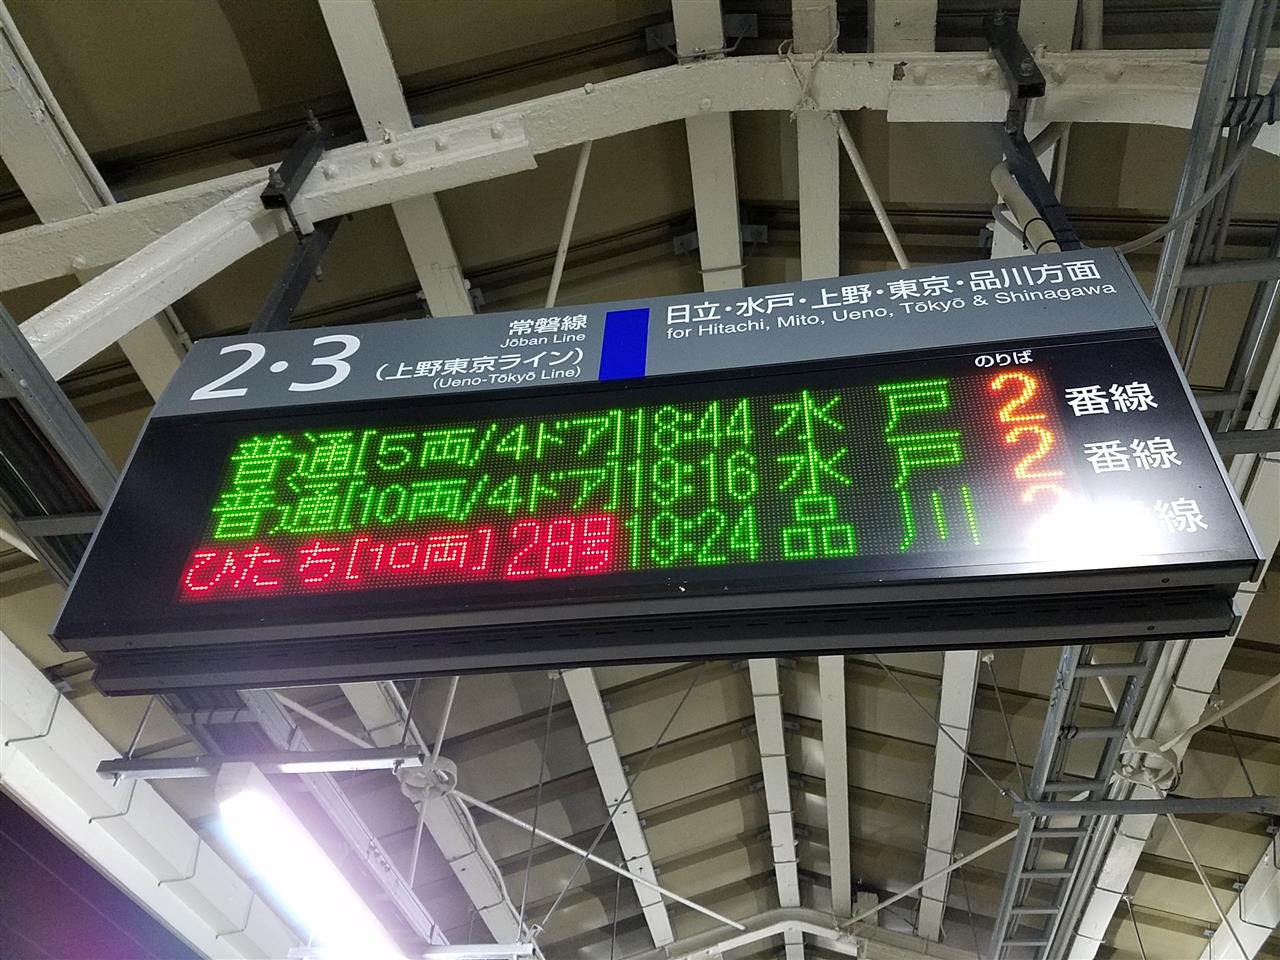 2・3
常磐線
Jōban Line
(上野東京ライン)
(Ueno-Tōkyō Line)
日立・水戸・上野・東京・品川方面
for Hitachi, Mito, Ueno, Tōkyō & Shinagawa
のりば
普通[5両/4ドア] 18:44 水戸 2 番線
普通[10両/4ドア] 19:16 水戸 2 番線
ひたち[10両] 28号 19:24 品川 線